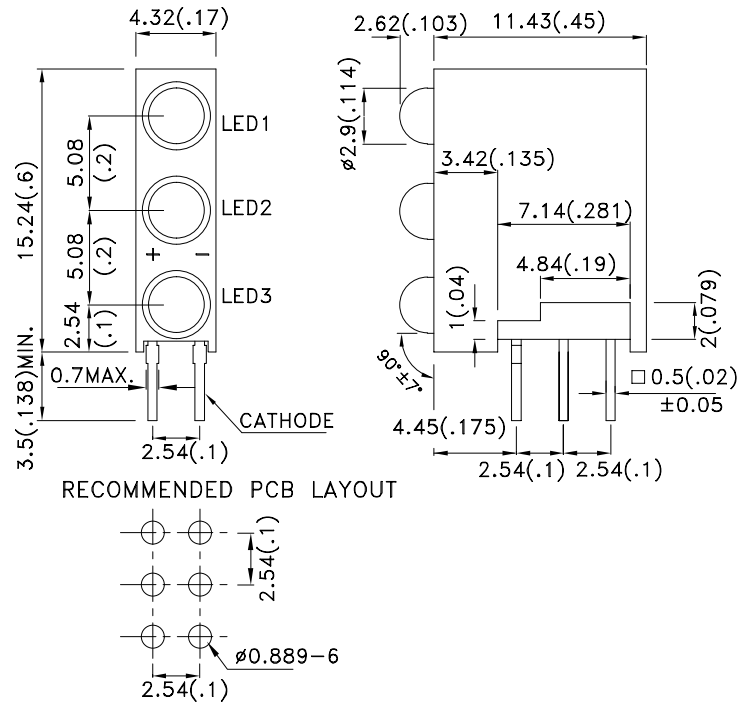 4.32(.17)
2.62(.103)
11.43(.45)
LED1
5.08
(.2)
ø2.9(.114)
3.42(.135)
15.24(.6)
LED2
7.14(.281)
+ −
5.08
(.2)
4.84(.19)
LED3
2.54
(.1)
1(.04)
2(.079)
90°±7°
0.7MAX.
3.5(.138)MIN.
CATHODE
□0.5(.02)
±0.05
4.45(.175)
2.54(.1)
2.54(.1)
2.54(.1)
RECOMMENDED PCB LAYOUT
2.54(.1)
ø0.889-6
2.54(.1)